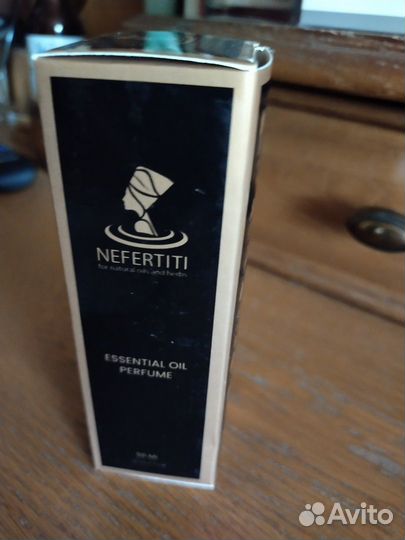 NEFERTITI
for natural oils and herbs
ESSENTIAL OIL
PERFUME
Avito